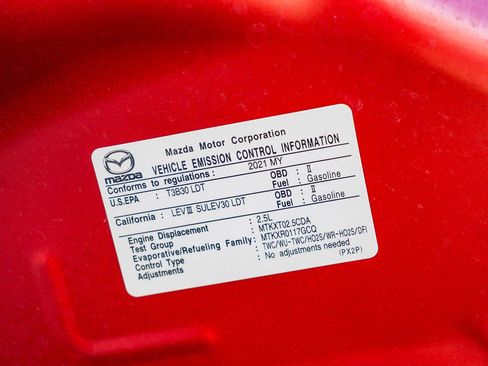 Mazda Motor Corporation
mazda VEHICLE EMISSION CONTROL INFORMATION
Conforms to regulations : 2021 MY
U.S.EPA : T3B30 LDT OBD : II
Fuel : Gasoline
California : LEVIII SULEV30 LDT OBD : II
Fuel : Gasoline
Engine Displacement : 2.5L
Test Group : MTKXT02.5CDA
Evaporative/Refueling Family : MTKXR0117GCQ
Control Type : TWC/WU-TWC/HO2S/WR-HO2S/DFI
Adjustments : No adjustments needed
(PX2P)